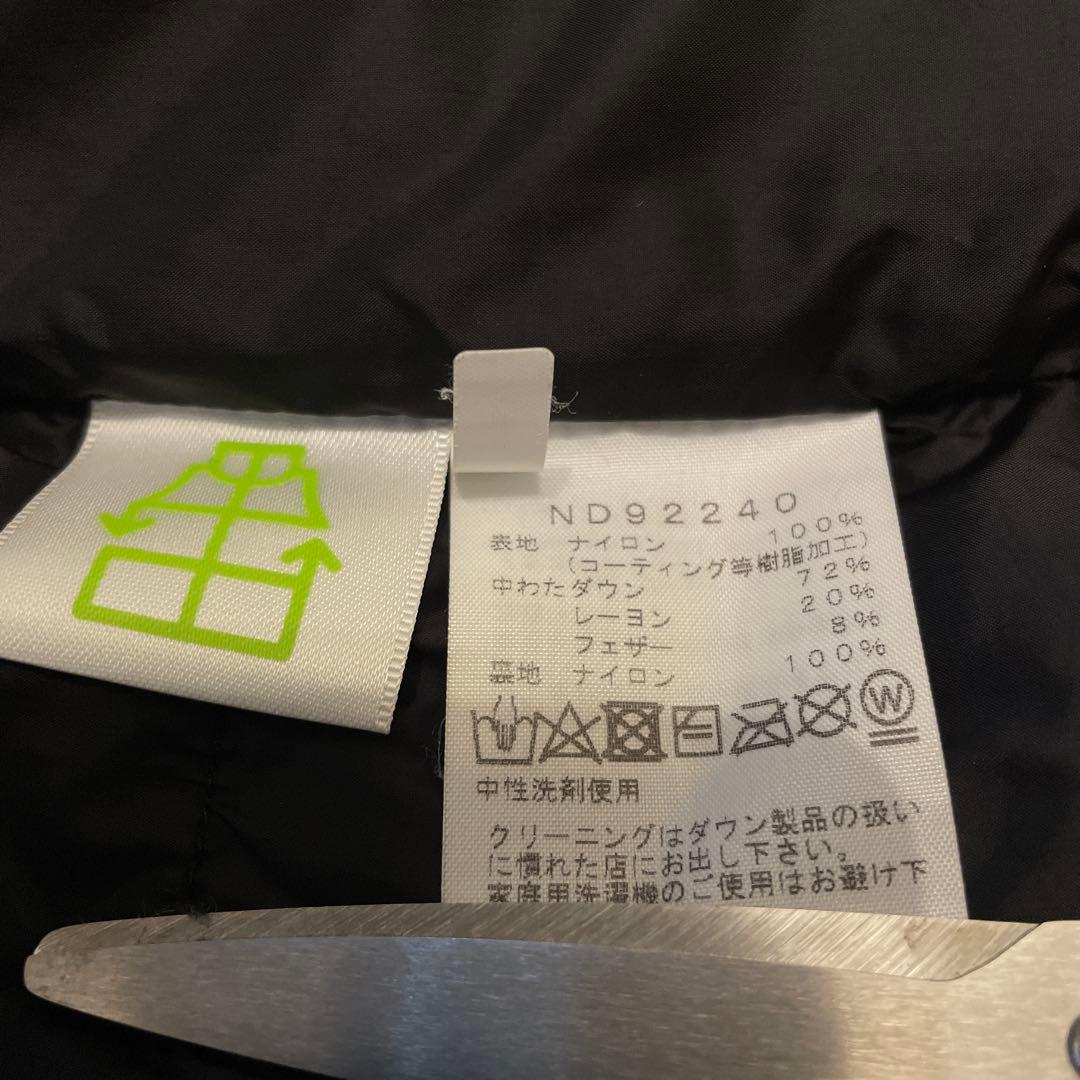 ND92240
表地 ナイロン 100%
(コーティング等樹脂加工)
中わたダウン 72%
レーヨン 20%
フェザー 8%
裏地 ナイロン 100%
W
中性洗剤使用
クリーニングはダウン製品の扱い
に慣れた店にお出し下さい。
家庭用洗濯機のご使用はお避け下